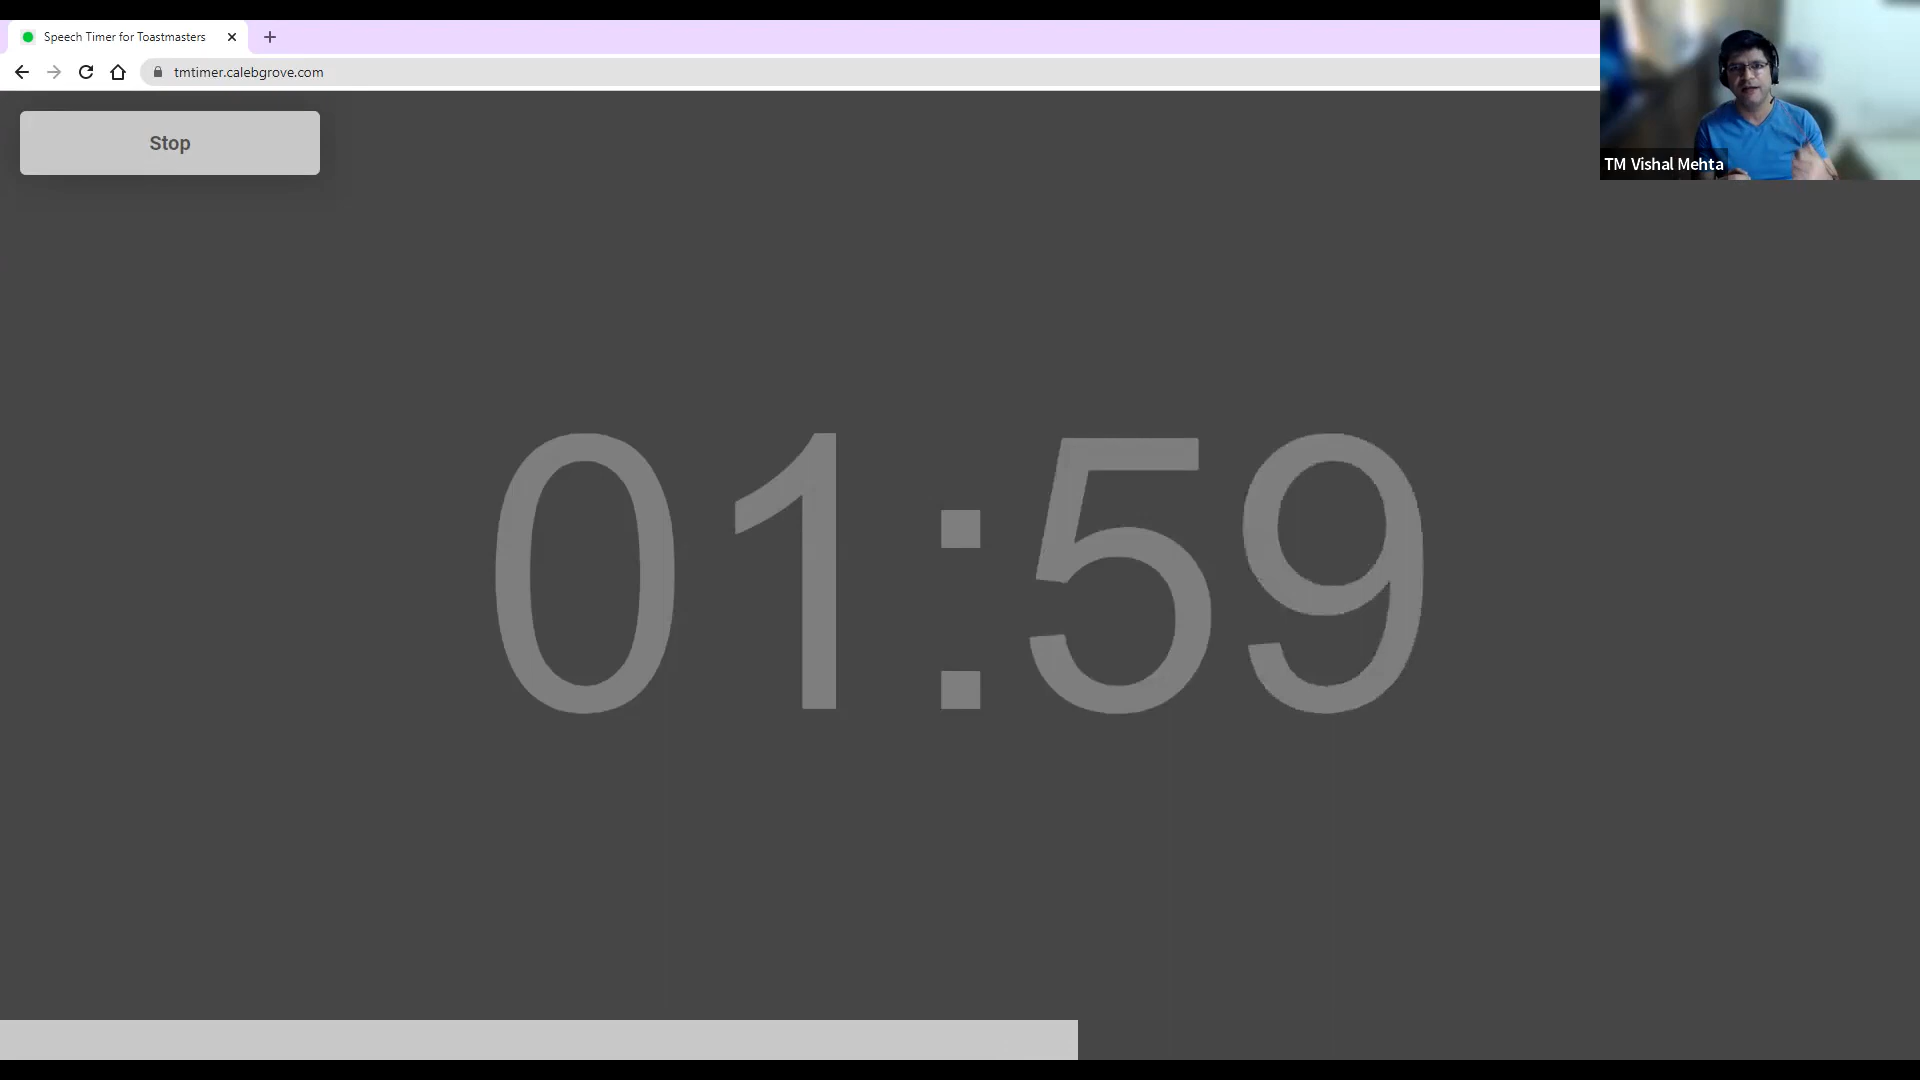 Speech Timer for Toastmasters
tmtimer.calebgrove.com
Stop
TM Vishal Mehta
01:59